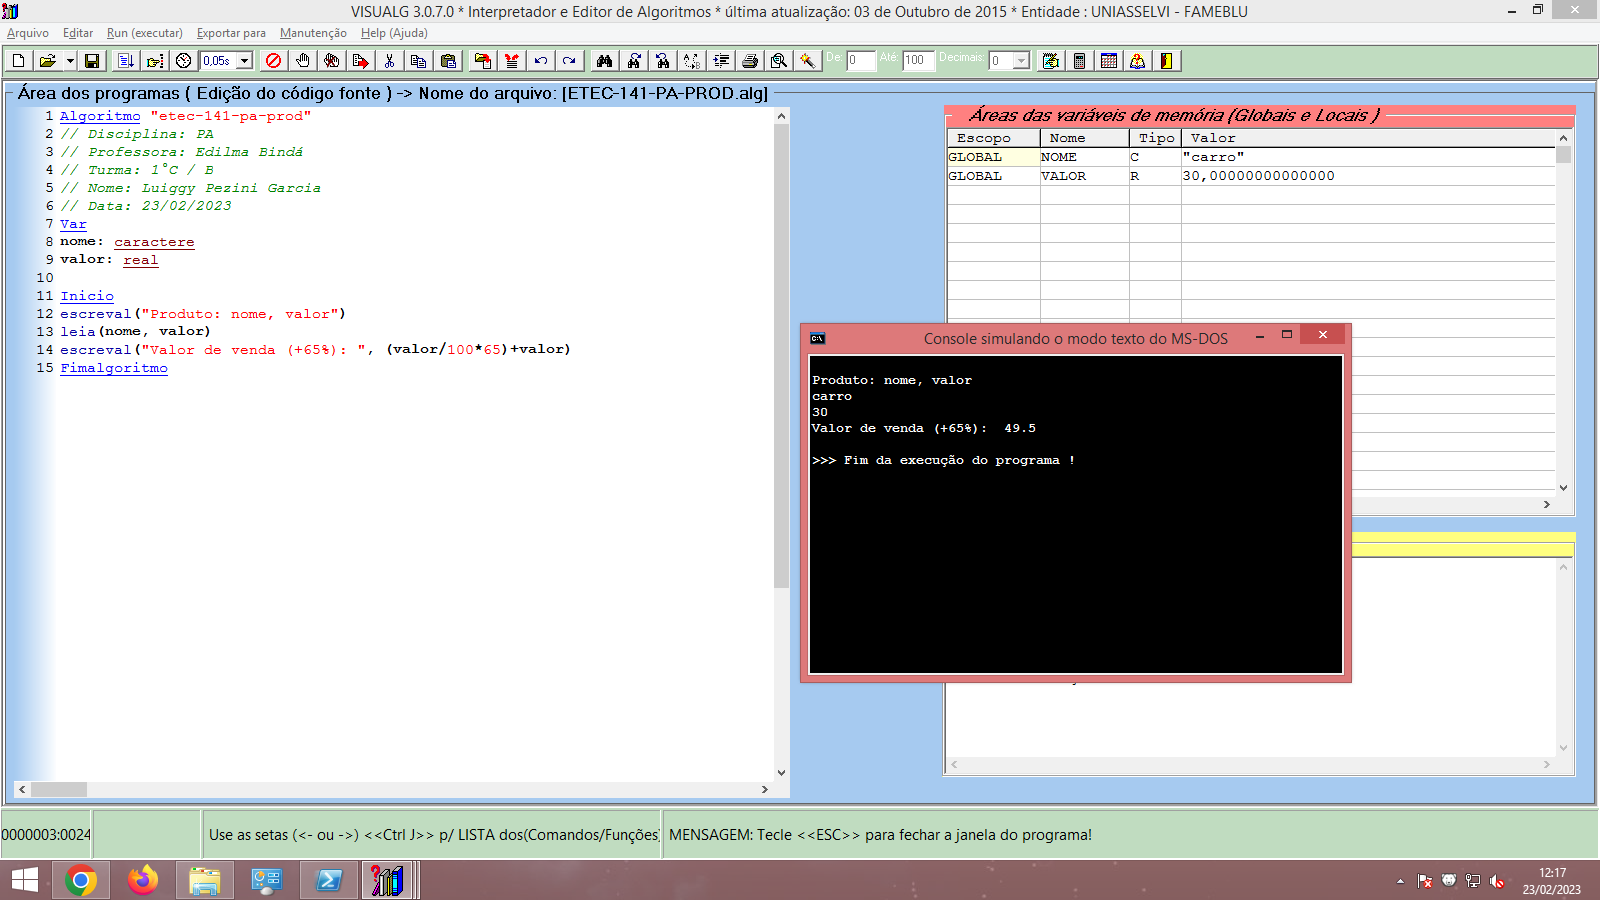 VISUALG 3.0.7.0 * Interpretador e Editor de Algoritmos * última atualização: 03 de Outubro de 2015 * Entidade : UNIASSELVI - FAMEBLU
Arquivo Editar Run (executar) Exportar para Manutenção Help (Ajuda)
0,05s De: 0 Até: 100 Decimais: 0
Área dos programas ( Edição do código fonte ) -> Nome do arquivo: [ETEC-141-PA-PROD.alg]
1 Algoritmo "etec-141-pa-prod"
2 // Disciplina: PA
3 // Professora: Edilma Bindá
4 // Turma: 1°C / B
5 // Nome: Luiggy Pezini Garcia
6 // Data: 23/02/2023
7 Var
8 nome: caractere
9 valor: real
10
11 Inicio
12 escreval("Produto: nome, valor")
13 leia(nome, valor)
14 escreval("Valor de venda (+65%): ", (valor/100*65)+valor)
15 Fimalgoritmo
Áreas das variáveis de memória (Globais e Locais )
Escopo Nome Tipo Valor
GLOBAL NOME C "carro"
GLOBAL VALOR R 30,00000000000000
Console simulando o modo texto do MS-DOS
Produto: nome, valor
carro
30
Valor de venda (+65%):  49.5
>>> Fim da execução do programa !
0000003:0024 Use as setas (<- ou ->) <<Ctrl J>> p/ LISTA dos(Comandos/Funções) MENSAGEM: Tecle <<ESC>> para fechar a janela do programa!
12:17
23/02/2023